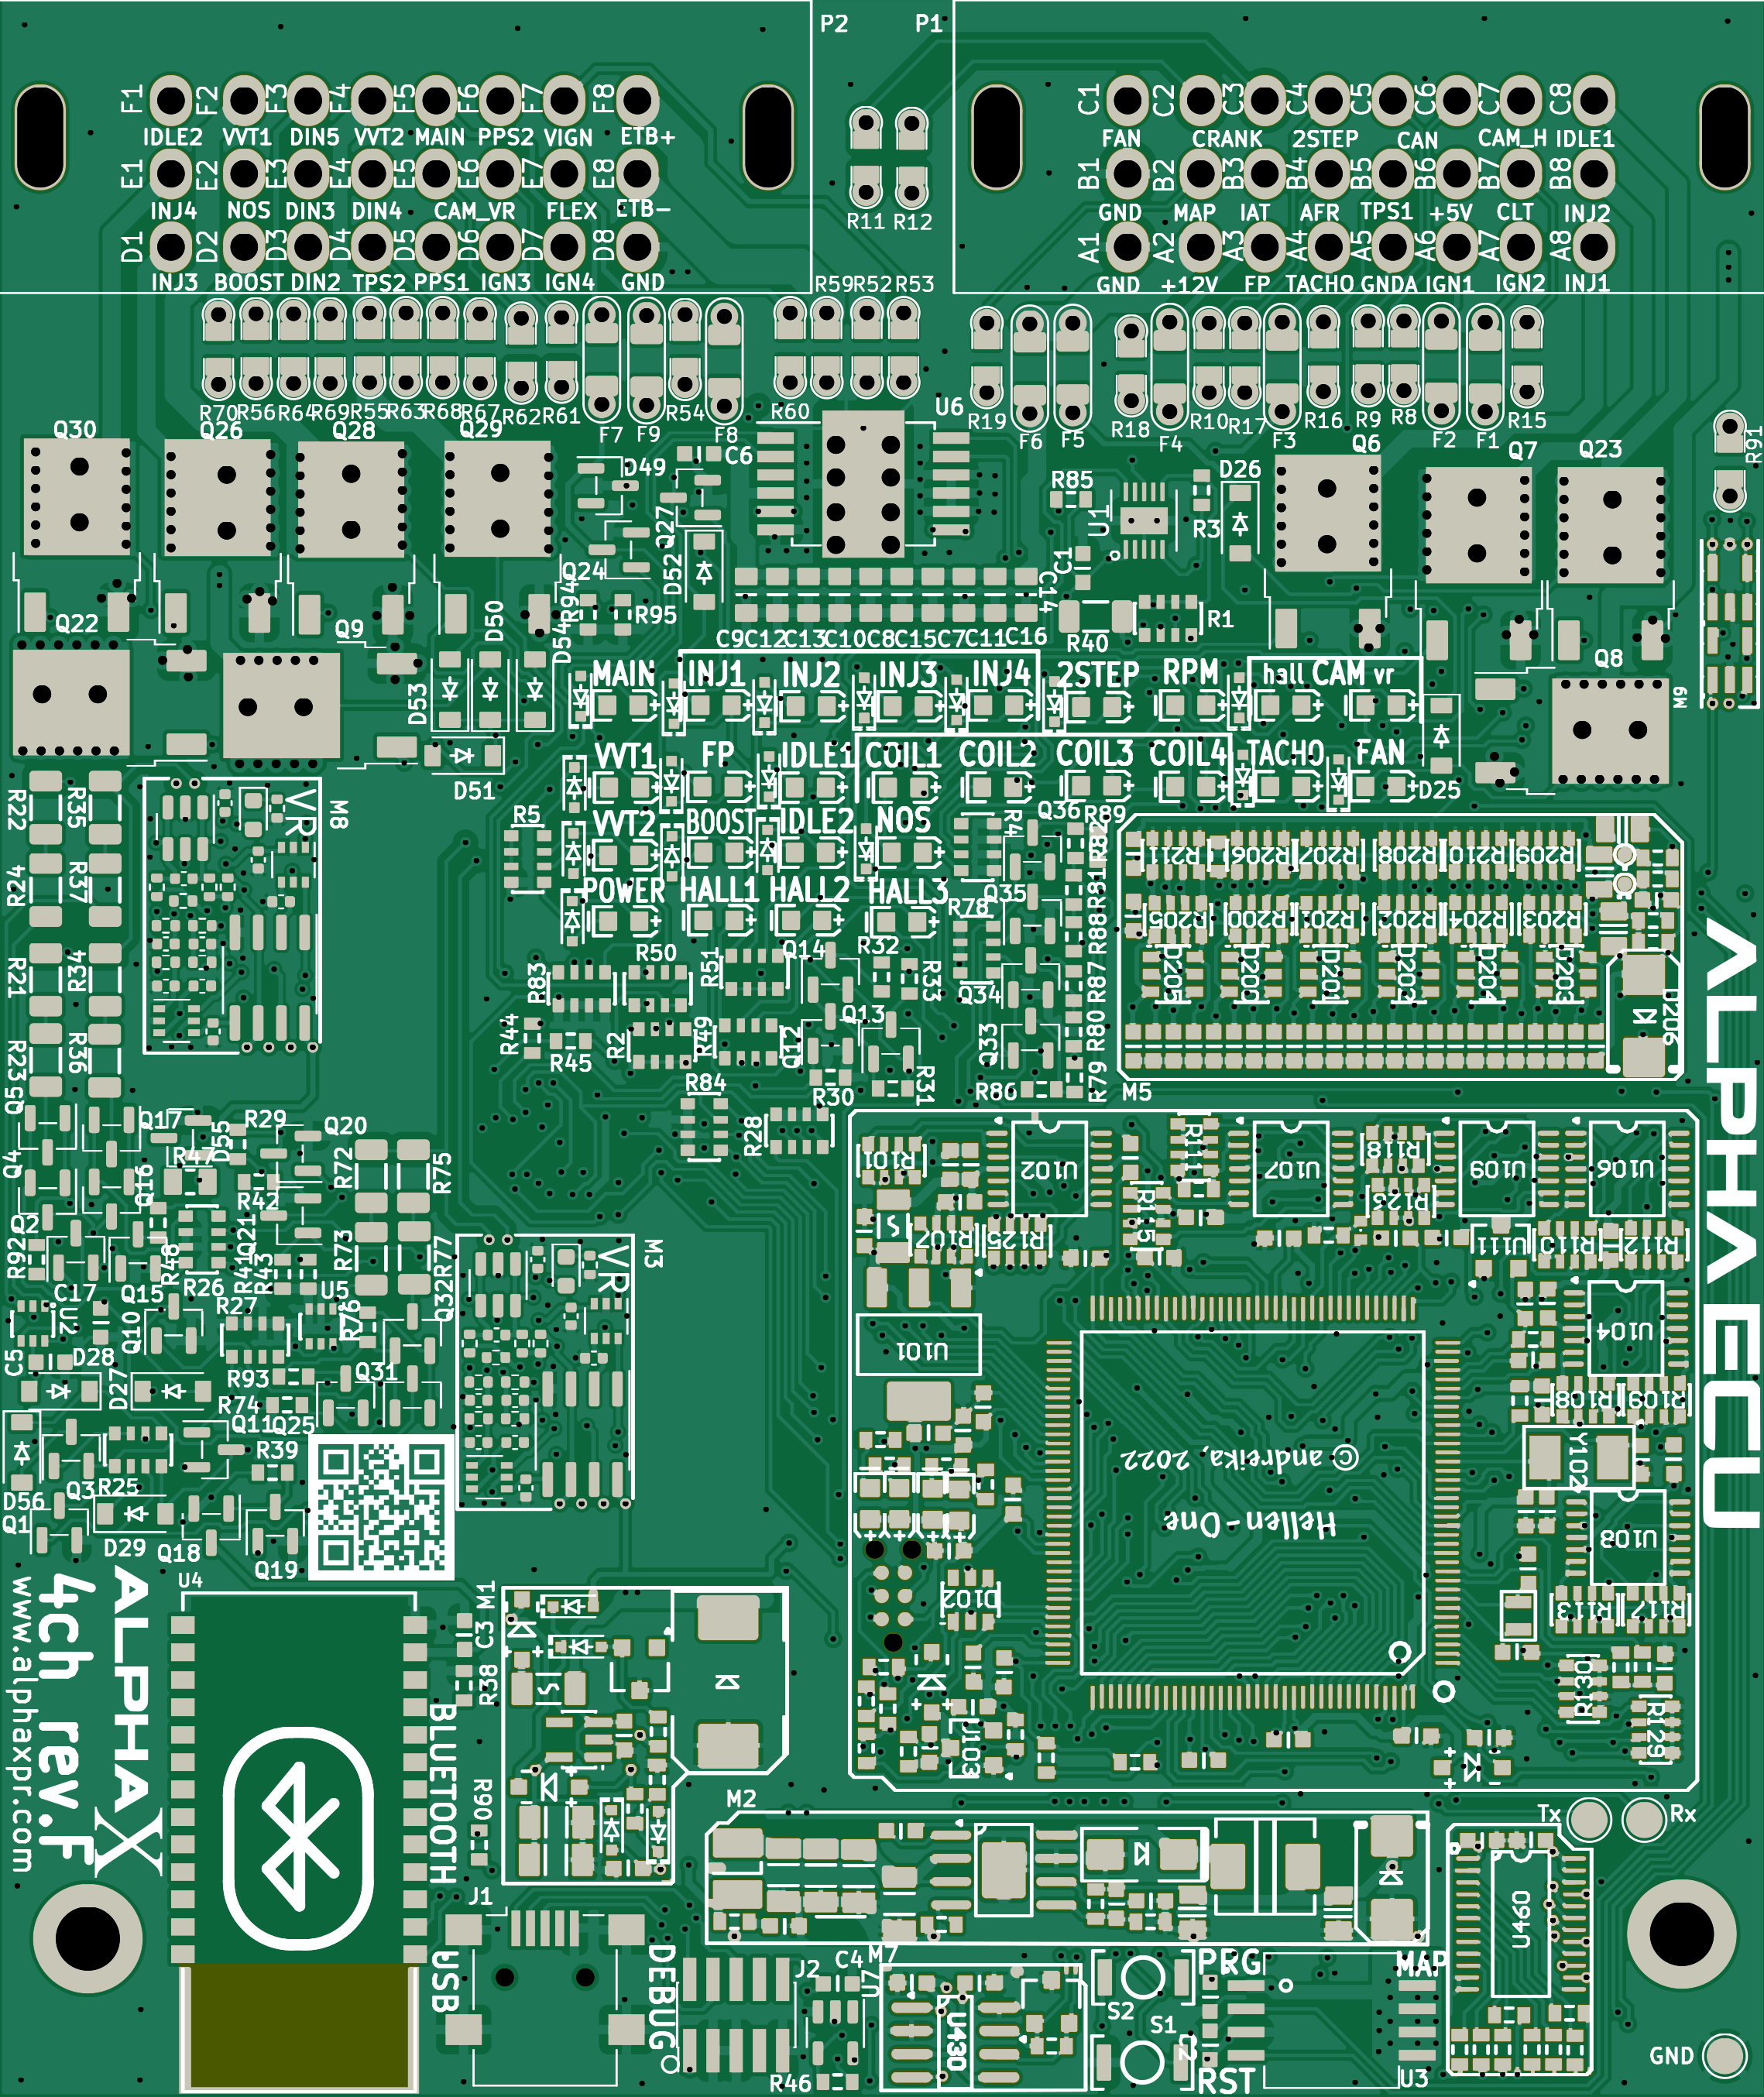 P2 P1
F1 F2 F3 F4 F5 F6 F7 F8
C1 C2 C3 C4 C5 C6 C7 C8
IDLE2 VVT1 DIN5 VVT2 MAIN PPS2 VIGN ETB+
FAN CRANK 2STEP CAN CAM_H IDLE1
E1 E2 E3 E4 E5 E6 E7 E8
B1 B2 B3 B4 B5 B6 B7 B8
INJ4 NOS DIN3 DIN4 CAM_VR FLEX ETB-
R11 R12
GND MAP IAT AFR TPS1 +5V CLT INJ2
D1 D2 D3 D4 D5 D6 D7 D8
A1 A2 A3 A4 A5 A6 A7 A8
INJ3 BOOST DIN2 TPS2 PPS1 IGN3 IGN4 GND
GND +12V FP TACHO GNDA IGN1 IGN2 INJ1
R59 R52 R53
R70 R56 R64 R69 R55 R63 R68 R67 R62 R61 F7 F9 R54 F8 R60 U6
R19 F6 F5 R18 F4 R10 R17 F3 R16 R9 R8 F2 F1 R15 R91
Q30 Q26 Q28 Q29 D49 C6 R85 D26 Q6 Q7 Q23
Q27 U1 R3
Q24 D52 C1 C14
Q22 Q9 D50 D54 R94 R95 R40 R1 Q8
C9 C12 C13 C10 C8 C15 C7 C11 C16
D53 MAIN INJ1 INJ2 INJ3 INJ4 2STEP RPM hall CAM vr M9
D51 VVT1 FP IDLE1 COIL1 COIL2 COIL3 COIL4 TACHO FAN D25
R22 R35 VR M8 R5 VVT2 BOOST IDLE2 NOS R4 Q36 R89 R82
R24 R37 POWER HALL1 HALL2 HALL3 Q35 R81
R78 R88
R211 R206 R207 R208 R210 R209
R205 R200 R201 R202 R204 R203
D205 D200 D201 D202 D204 D203 D206
R21 R34 R83 R50 R51 Q14 R32 R33 Q34 R87
R23 R36 R44 R45 R2 R49 Q12 Q13 Q33 R80
R84 R30 R31 R86 R79 M5
Q5 Q17 D55 R29 Q20 R28
Q4 R47 R72 R75
Q16 R42
Q2 R92 R48 Q21 R73 R77
R26 R41 R43
C17 Q15 R27 U5 R76 Q32 VR M3
U2 Q10
C5 D28 D27 R93 Q31
R74 Q11 Q25
R39
D56 Q3 R25
Q1 D29 Q18 Q19
R101 U102 R111 U107 R118 U109 U106
R123
R107 R125 R115 U111 R110 R112
U101 U104
R108 R109
© andreika, 2022
Y102
Hellen-One
U103
D102 R113 R117
R130
U103 R129
ALPHA ECU
ALPHAX
4ch rev.F
www.alphaxpr.com
U4 M1 C3
R38
BLUETOOTH
R90
M2 Tx Rx
J1 U460
USB DEBUG J2 C4 U7 M7 PRG MAP
U430 S2 S1
R46 RST U3 GND